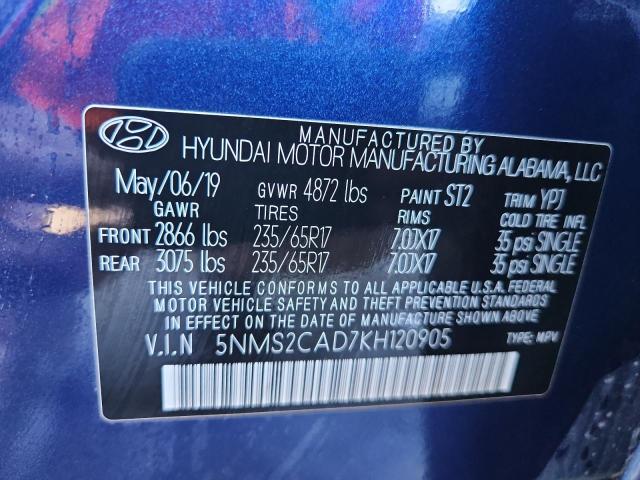 MANUFACTURED BY
HYUNDAI MOTOR MANUFACTURING ALABAMA, LLC
May/06/19 GVWR 4872 lbs PAINT ST2 TRIM YPJ
GAWR TIRES RIMS COLD TIRE INFL
FRONT 2866 lbs 235/65R17 7.0JX17 35 psi SINGLE
REAR 3075 lbs 235/65R17 7.0JX17 35 psi SINGLE
THIS VEHICLE CONFORMS TO ALL APPLICABLE U.S.A. FEDERAL
MOTOR VEHICLE SAFETY AND THEFT PREVENTION STANDARDS
IN EFFECT ON THE DATE OF MANUFACTURE SHOWN ABOVE.
V.I.N 5NMS2CAD7KH120905 TYPE: MPV